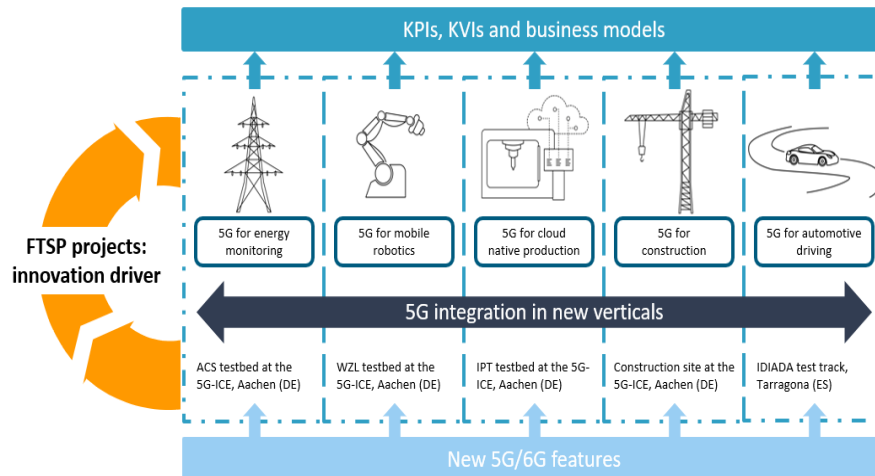 KPIs, KVIs and business models
FTSP projects:
innovation driver
5G for energy
monitoring
5G for mobile
robotics
5G for cloud
native production
5G for
construction
5G for automotive
driving
5G integration in new verticals
ACS testbed at the
5G-ICE, Aachen (DE)
WZL testbed at the
5G-ICE, Aachen (DE)
IPT testbed at the 5G-
ICE, Aachen (DE)
Construction site at the
5G-ICE, Aachen (DE)
IDIADA test track,
Tarragona (ES)
New 5G/6G features